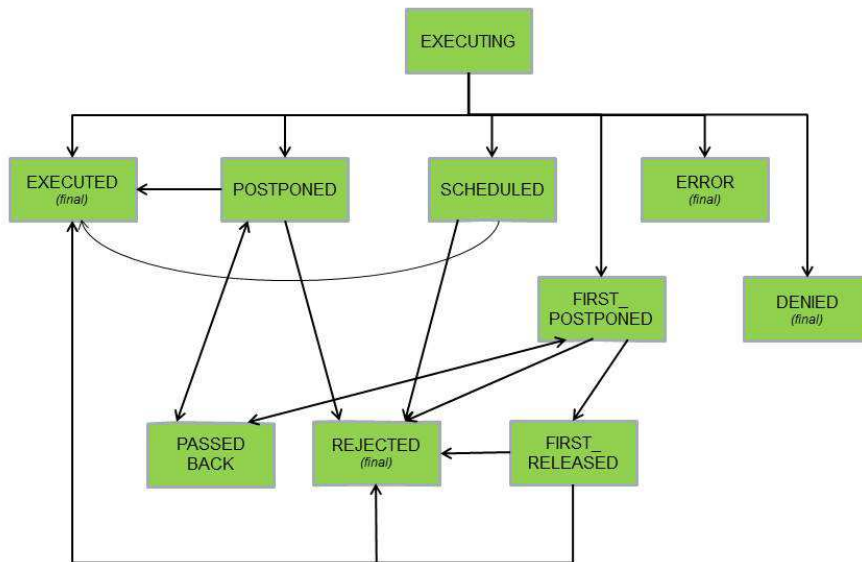 EXECUTING
EXECUTED
(final)
POSTPONED
SCHEDULED
ERROR
(final)
FIRST_
POSTPONED
DENIED
(final)
PASSED
BACK
REJECTED
(final)
FIRST_
RELEASED